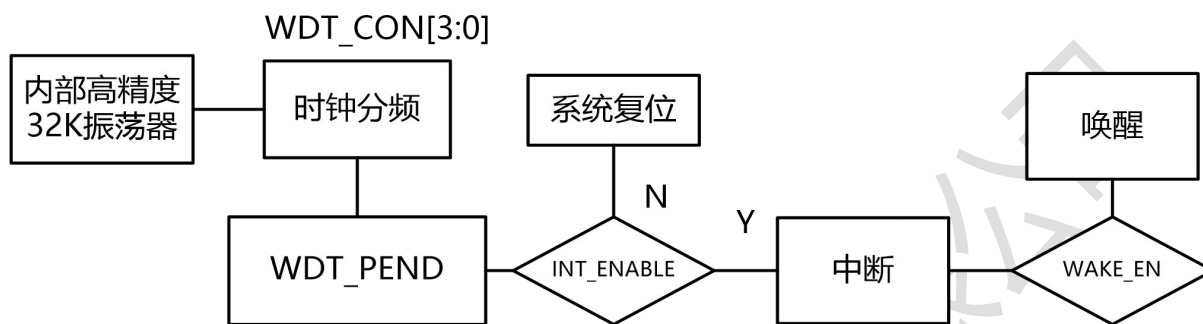 WDT_CON[3:0]
内部高精度
32K振荡器
时钟分频
系统复位
唤醒
N
Y
WDT_PEND
INT_ENABLE
中断
WAKE_EN